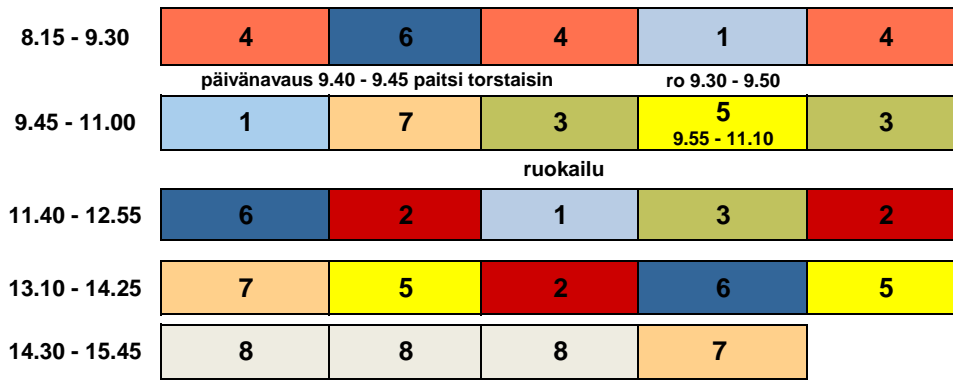 8.15 - 9.30 4 6 4 1 4
päivänavaus 9.40 - 9.45 paitsi torstaisin ro 9.30 - 9.50
9.45 - 11.00 1 7 3 5 3
9.55 - 11.10
ruokailu
11.40 - 12.55 6 2 1 3 2
13.10 - 14.25 7 5 2 6 5
14.30 - 15.45 8 8 8 7